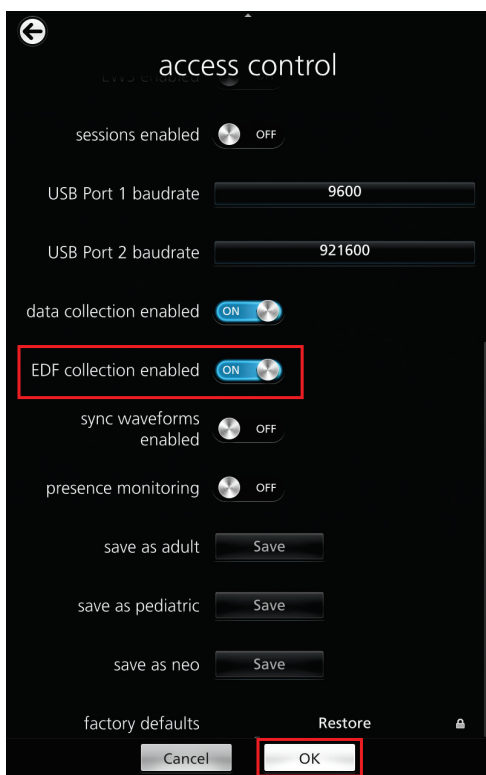 access control
EWS enabled
sessions enabled OFF
USB Port 1 baudrate 9600
USB Port 2 baudrate 921600
data collection enabled ON
EDF collection enabled ON
sync waveforms
enabled OFF
presence monitoring OFF
save as adult Save
save as pediatric Save
save as neo Save
factory defaults Restore
Cancel OK